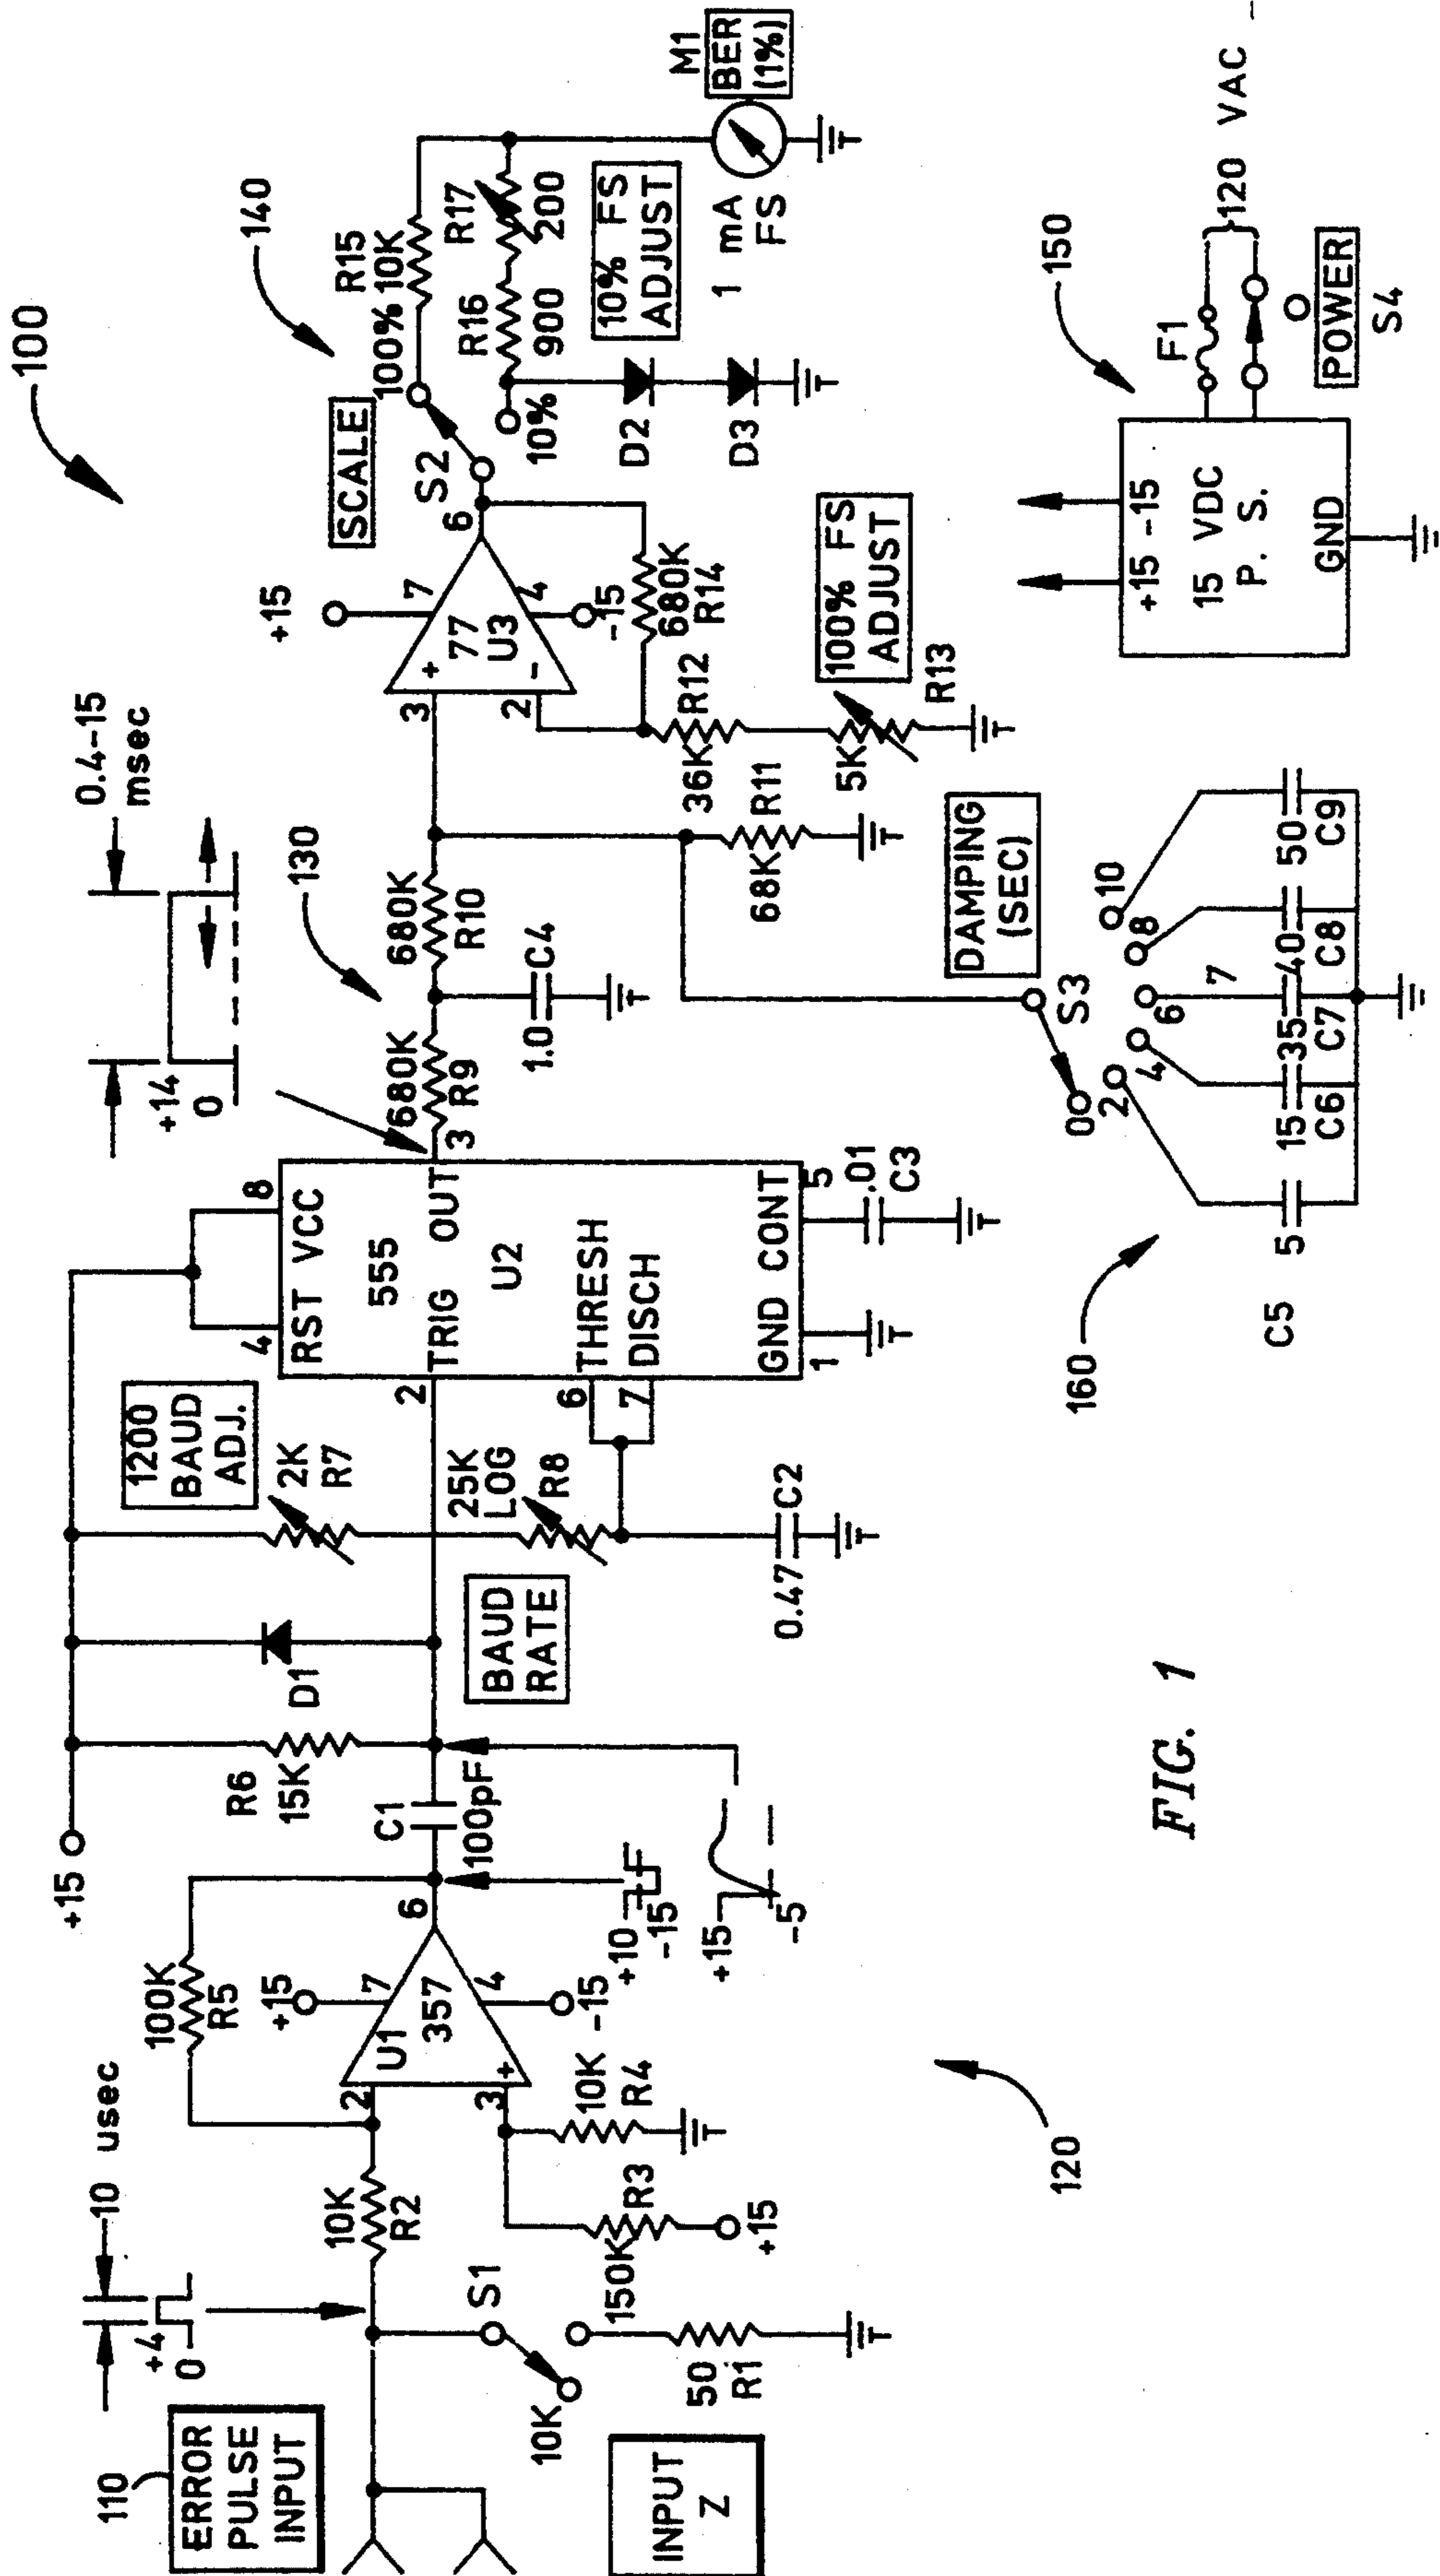 100
ERROR
PULSE
INPUT
110
+4
0
10 usec
10K
R2
S1
10K
INPUT
Z
50
R1
150K
R3
+15
10K
R4
100K
R5
2
3
+
U1
357
+15
7
4
-15
6
+10
-15
+15
-5
120
C1
100pF
+15
R6
15K
D1
BAUD
RATE
1200
BAUD
ADJ.
2K
R7
25K
LOG
R8
0.47
C2
2
6
7
4
8
RST VCC
555
TRIG OUT
U2
THRESH
DISCH
GND CONT
1
5
.01
C3
3
+14
0
0.4-15
msec
680K
R9
1.0
C4
130
680K
R10
68K
R11
3
2
+
-
77
U3
+15
7
4
-15
6
680K
R14
36K
R12
5K
R13
100% FS
ADJUST
SCALE
S2
140
100%
10K
R15
10%
R16
900
R17
200
10% FS
ADJUST
D2
D3
1 mA
FS
M1
BER
(1%)
DAMPING
(SEC)
S3
0
2
4
6
8
10
7
160
5
C5
15
C6
35
C7
40
C8
50
C9
150
+15 -15
15 VDC
P. S.
GND
F1
120 VAC
POWER
S4
FIG. 1